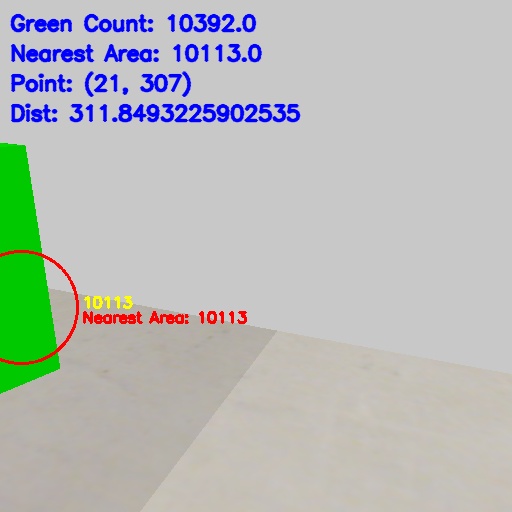 Green Count: 10392.0
Nearest Area: 10113.0
Point: (21, 307)
Dist: 311.8493225902535
10113
Nearest Area: 10113